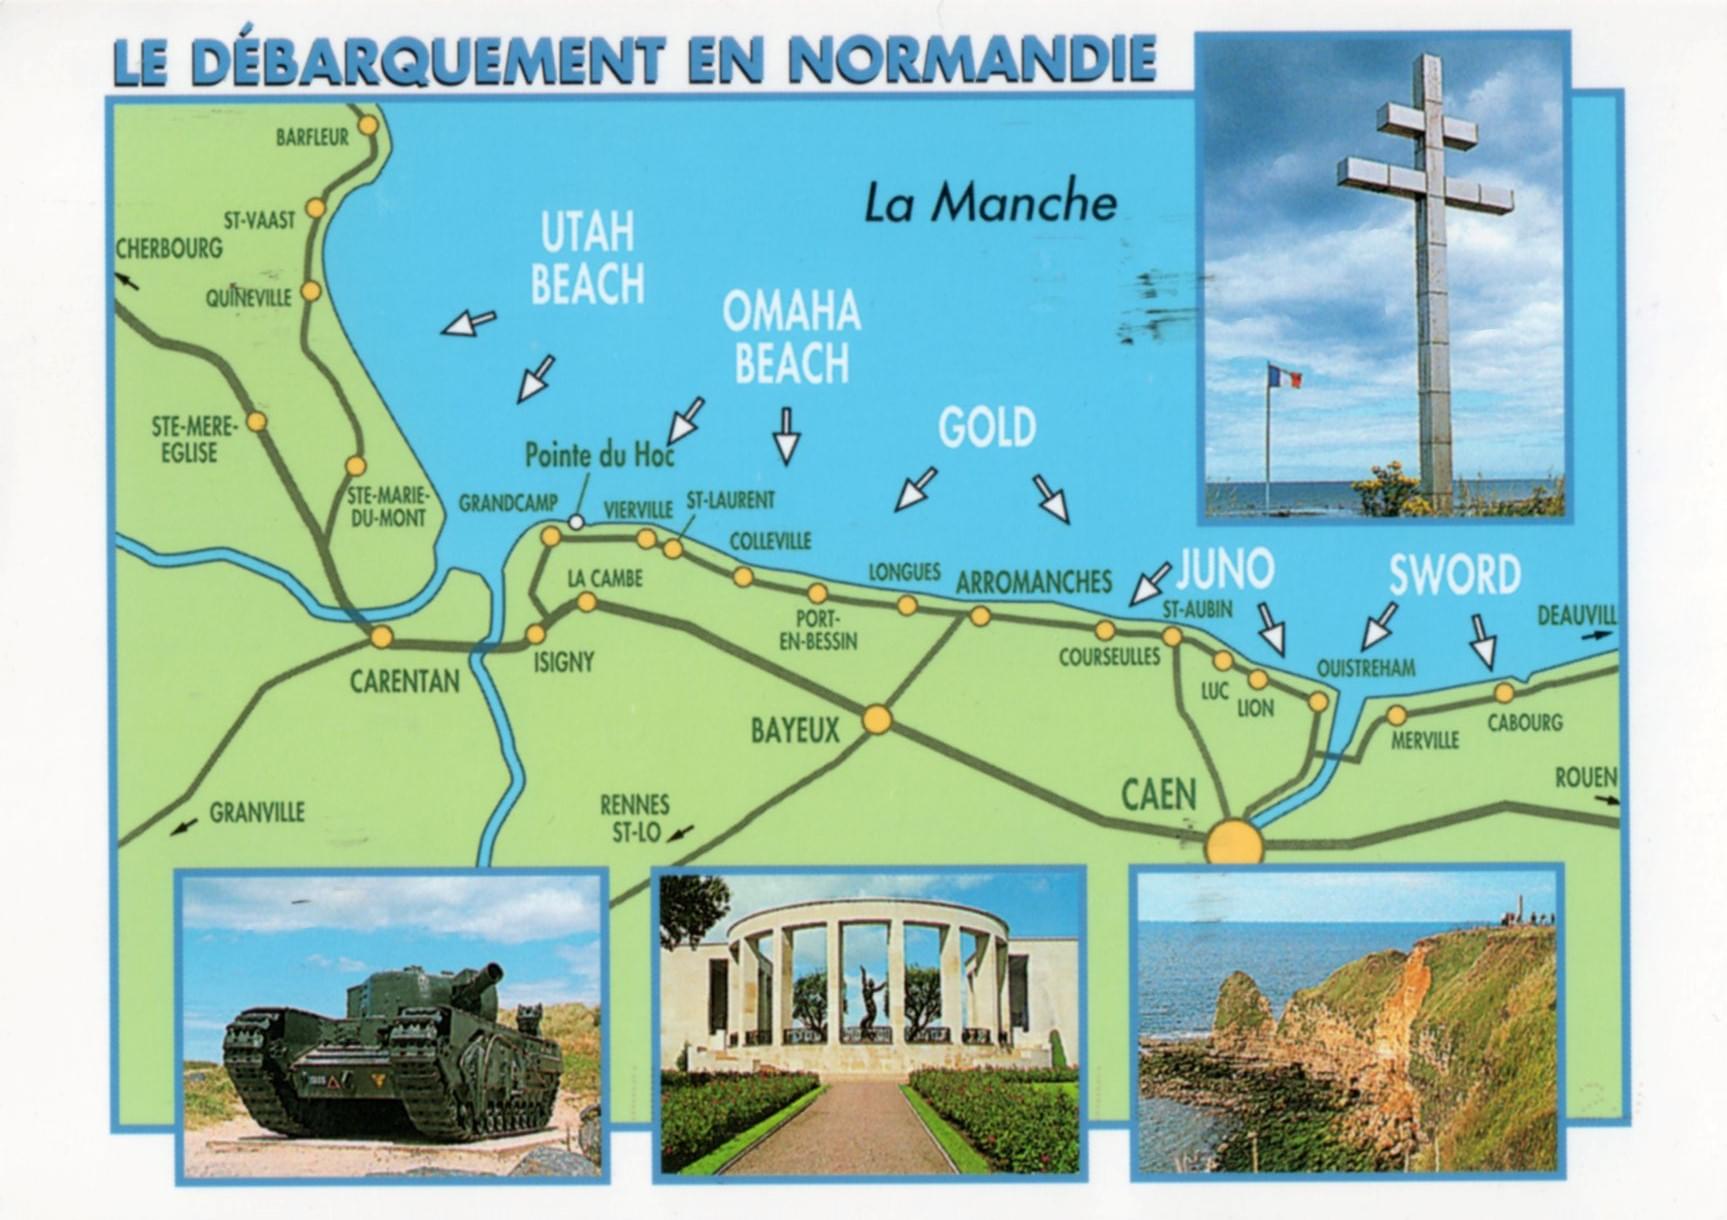 LE DÉBARQUEMENT EN NORMANDIE
BARFLEUR
La Manche
ST-VAAST
UTAH
BEACH
CHERBOURG
QUINEVILLE
OMAHA
BEACH
GOLD
STE-MERE-
EGLISE
Pointe du Hoc
STE-MARIE-
DU-MONT
GRANDCAMP
VIERVILLE
ST-LAURENT
COLLEVILLE
LA CAMBE
LONGUES
ARROMANCHES
JUNO
SWORD
ST-AUBIN
DEAUVILL
PORT-
EN-BESSIN
COURSEULLES
OUISTREHAM
ISIGNY
CARENTAN
LUC
LION
BAYEUX
MERVILLE
CABOURG
CAEN
ROUEN
GRANVILLE
RENNES
ST-LO